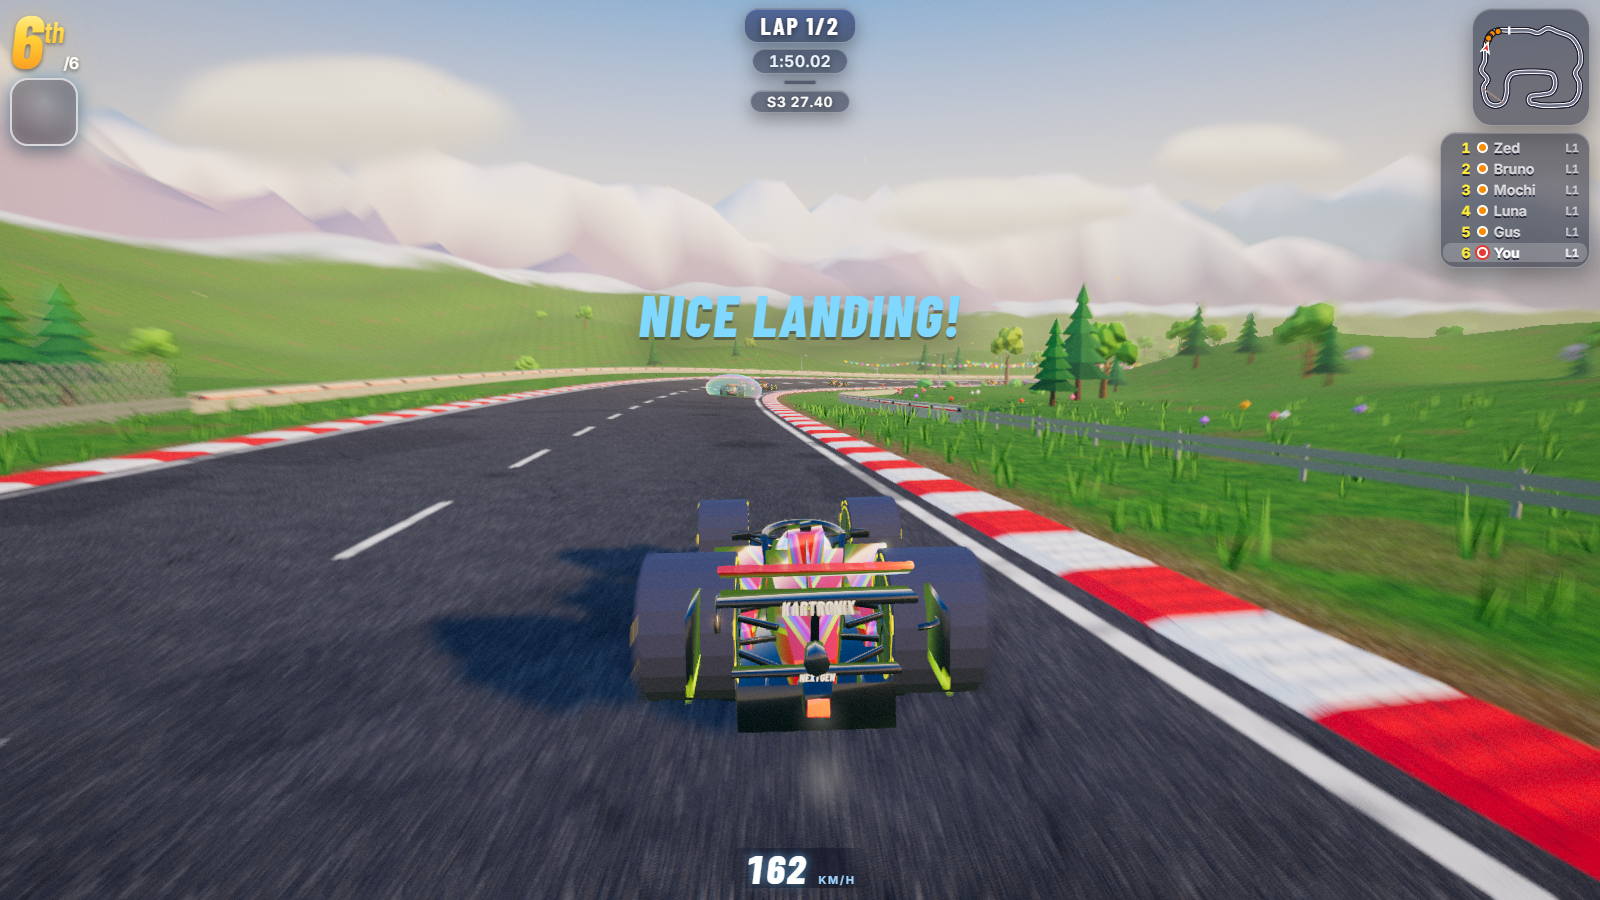 6th
/6
LAP 1/2
1:50.02
S3 27.40
1 Zed L1
2 Bruno L1
3 Mochi L1
4 Luna L1
5 Gus L1
6 You L1
NICE LANDING!
KARTRONIX
NEXTGEN
162 KM/H